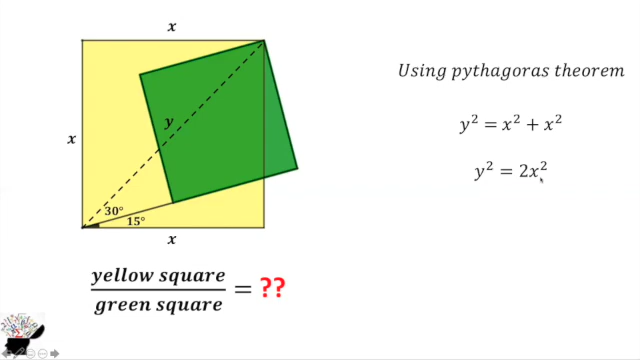 x
Using pythagoras theorem
y² = x² + x²
y
x
y² = 2x²
30°
15°
x
yellow square
green square
= ??